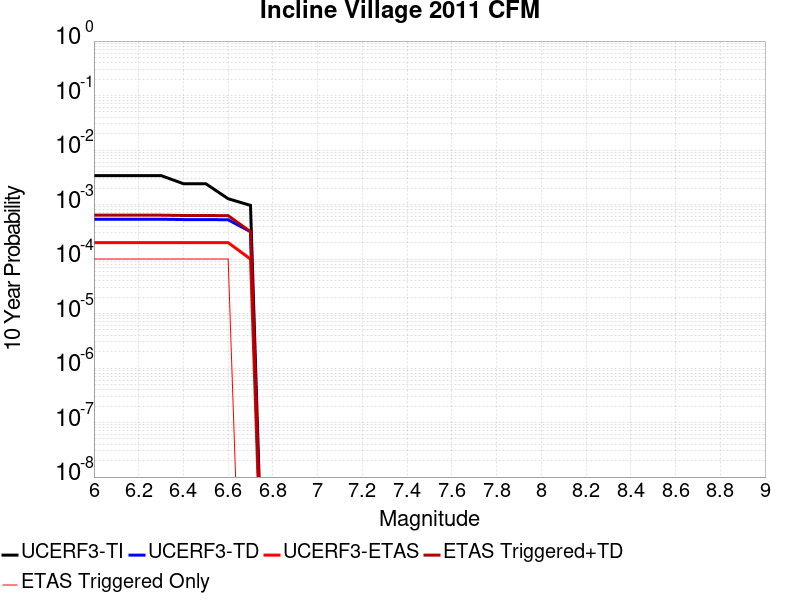 Incline Village 2011 CFM
10 0
10 -1
10 -2
10 -3
10 -4
10 -5
10 -6
10 -7
10 -8
10 Year Probability
6 6.2 6.4 6.6 6.8 7 7.2 7.4 7.6 7.8 8 8.2 8.4 8.6 8.8 9
Magnitude
UCERF3-TI UCERF3-TD UCERF3-ETAS ETAS Triggered+TD
ETAS Triggered Only